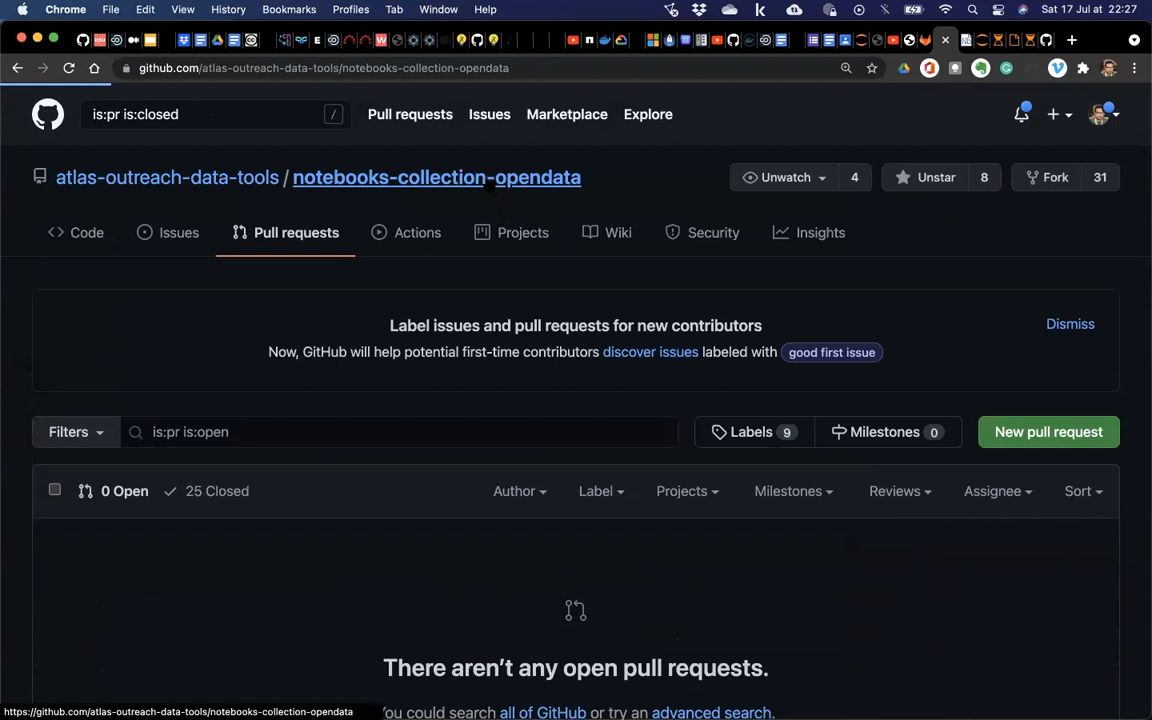 Chrome File Edit View History Bookmarks Profiles Tab Window Help Sat 17 Jul at 22:27
github.com/atlas-outreach-data-tools/notebooks-collection-opendata
is:pr is:closed / Pull requests Issues Marketplace Explore
atlas-outreach-data-tools / notebooks-collection-opendata Unwatch 4 Unstar 8 Fork 31
Code Issues Pull requests Actions Projects Wiki Security Insights
Label issues and pull requests for new contributors Dismiss
Now, GitHub will help potential first-time contributors discover issues labeled with good first issue
Filters is:pr is:open Labels 9 Milestones 0 New pull request
0 Open 25 Closed Author Label Projects Milestones Reviews Assignee Sort
There aren't any open pull requests.
https://github.com/atlas-outreach-data-tools/notebooks-collection-opendata You could search all of GitHub or try an advanced search.